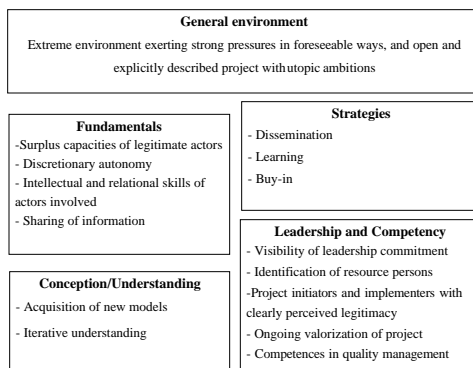 General environment
Extreme environment exerting strong pressures in foreseeable ways, and open and
explicitly described project withutopic ambitions
Fundamentals
-Surplus capacities of legitimate actors
- Discretionary autonomy
- Intellectual and relational skills of
actors involved
- Sharing of information
Strategies
- Dissemination
- Learning
- Buy-in
Conception/Understanding
- Acquisition of new models
- Iterative understanding
Leadership and Competency
- Visibility of leadership commitment
- Identification of resource persons
-Project initiators and implementers with
clearly perceived legitimacy
- Ongoing valorization of project
- Competences in quality management